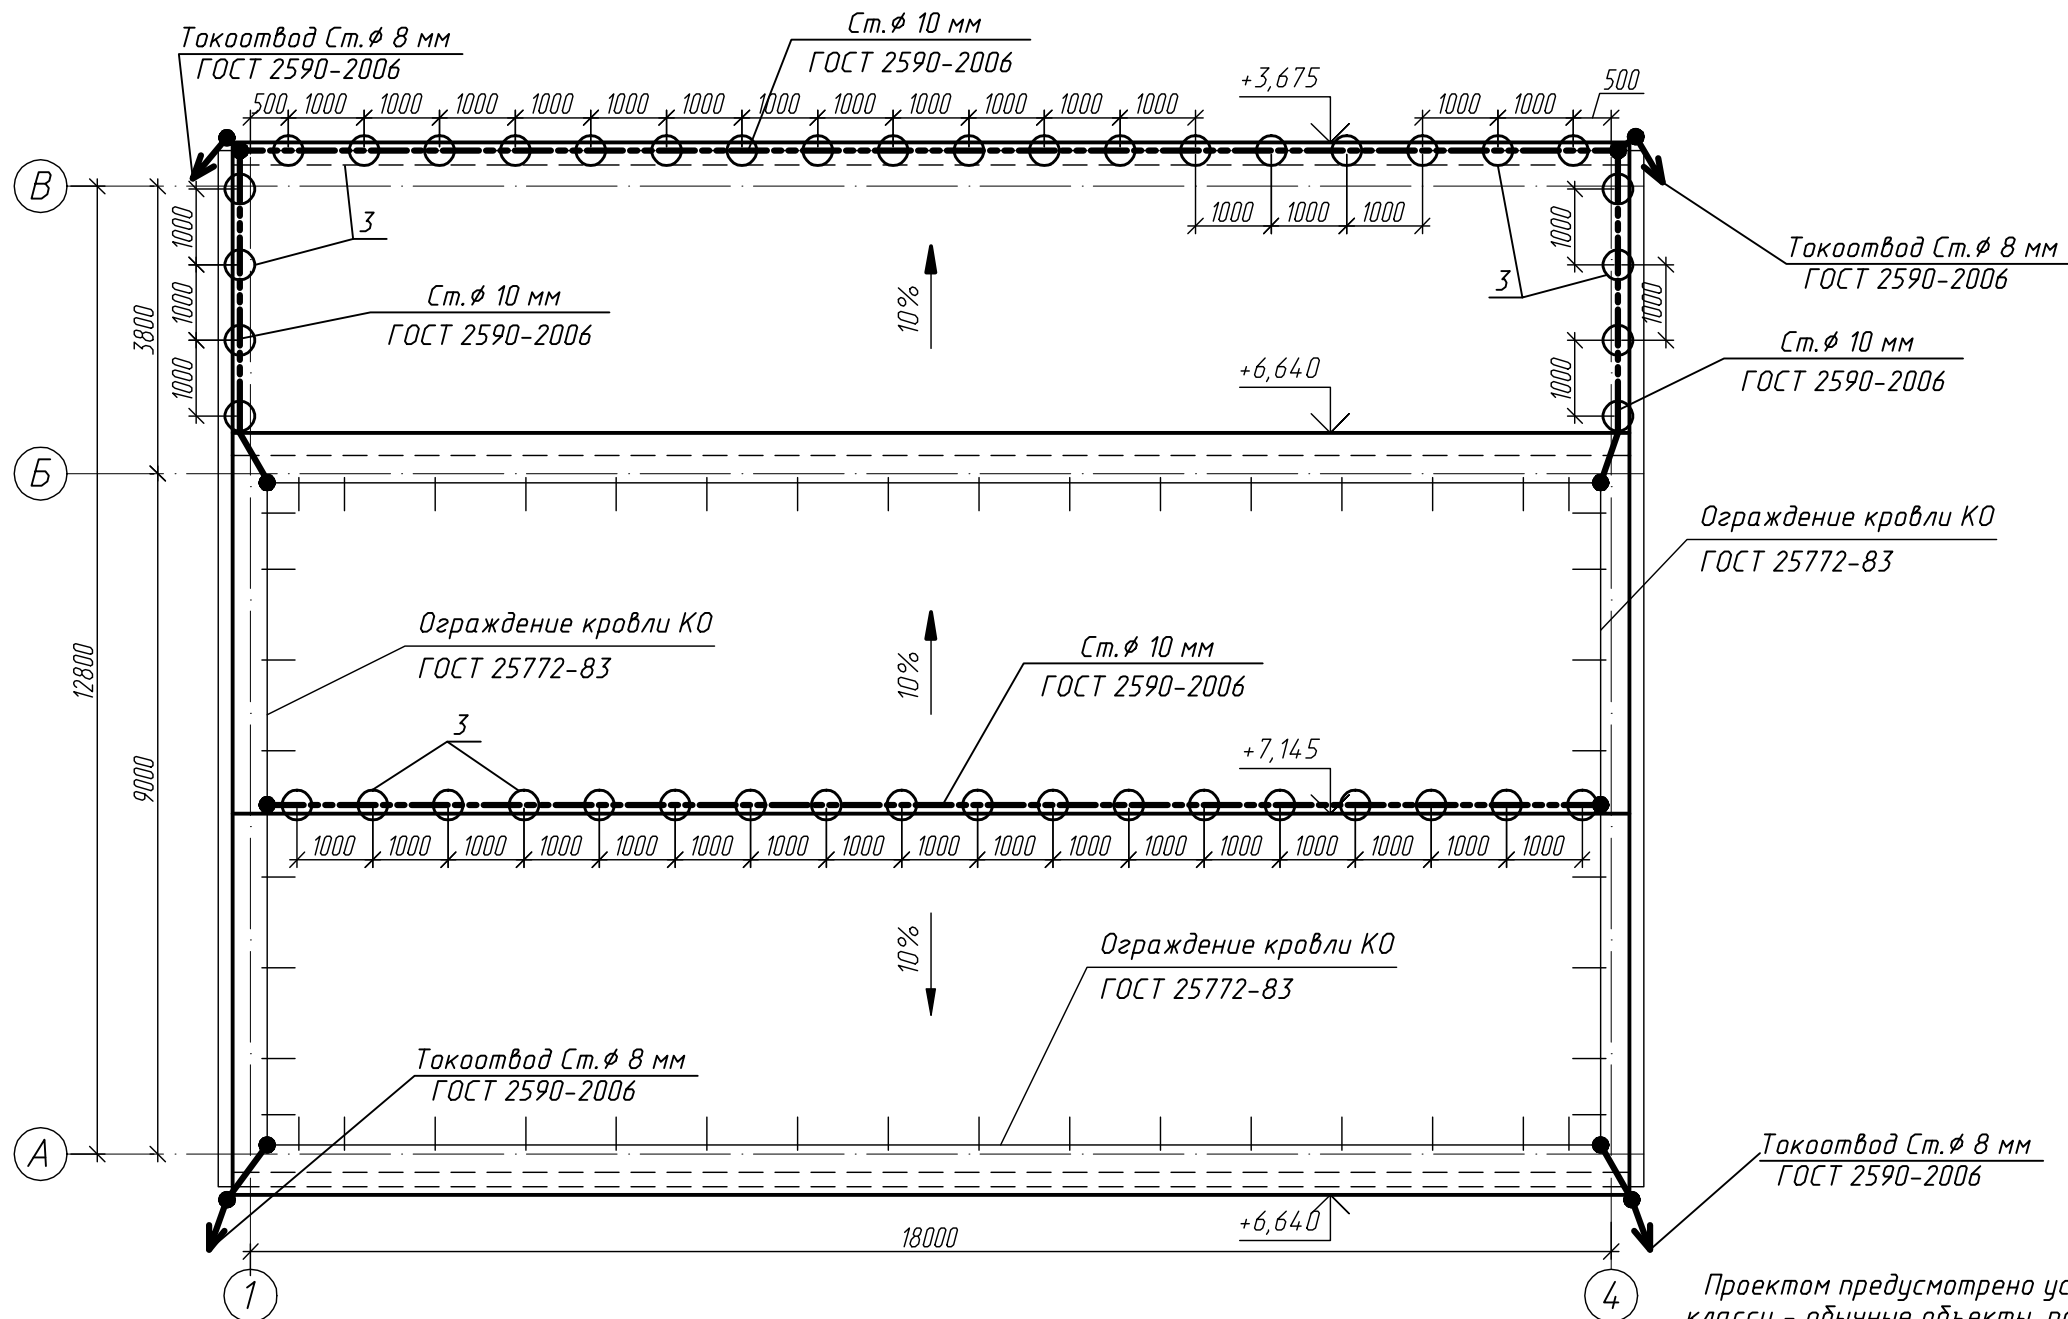 Токоотвод Ст.ϕ 8 мм
ГОСТ 2590-2006
Ст.ϕ 10 мм
ГОСТ 2590-2006
+3,675
500
500 1000 1000 1000 1000 1000 1000 1000 1000 1000 1000 1000 1000
1000 1000
В
1000 1000 1000
3
1000
1000
Токоотвод Ст.ϕ 8 мм
ГОСТ 2590-2006
3
Ст.ϕ 10 мм
ГОСТ 2590-2006
1000
3800
10%
1000
Ст.ϕ 10 мм
ГОСТ 2590-2006
+6,640
1000
1000
Б
Ограждение кровли КО
ГОСТ 25772-83
Ограждение кровли КО
ГОСТ 25772-83
12800
10%
Ст.ϕ 10 мм
ГОСТ 2590-2006
3
+7,145
9000
1000 1000 1000 1000 1000 1000 1000 1000 1000 1000 1000 1000 1000 1000 1000 1000 1000
10%
Ограждение кровли КО
ГОСТ 25772-83
Токоотвод Ст.ϕ 8 мм
ГОСТ 2590-2006
А
Токоотвод Ст.ϕ 8 мм
ГОСТ 2590-2006
+6,640
18000
1
4
Проектом предусмотрено
обычные объекты